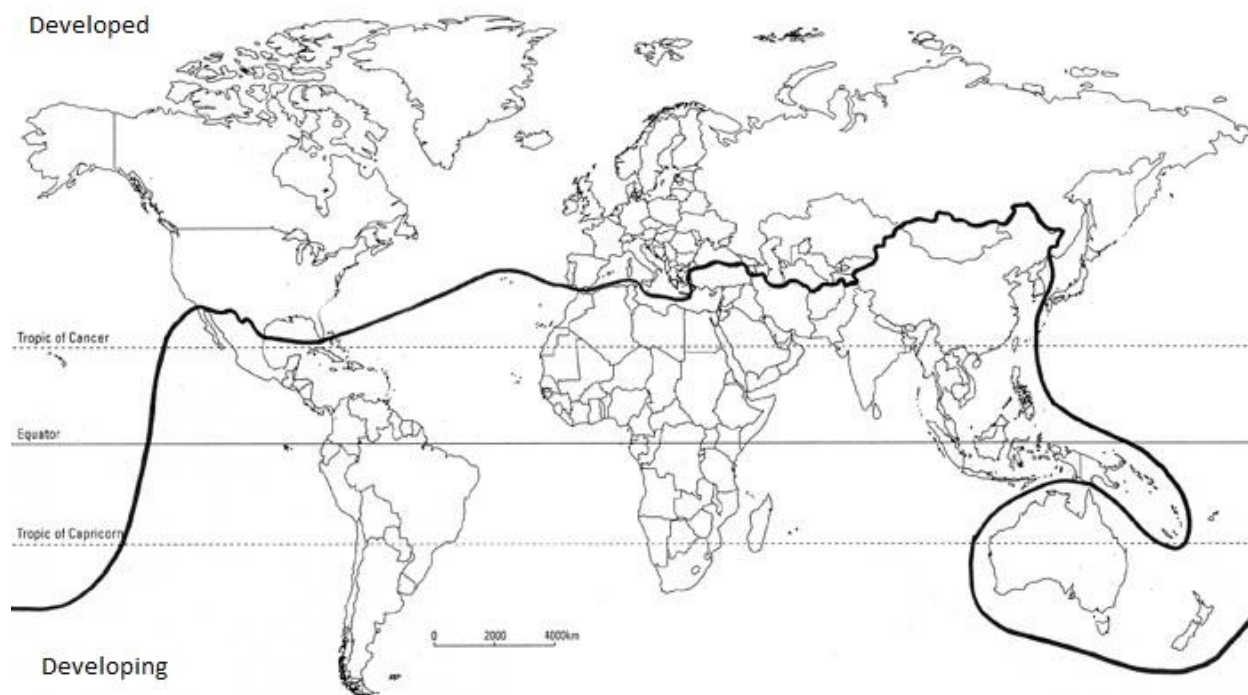 Developed
Tropic of Cancer
Equator
Tropic of Capricorn
0 2000 4000km
Developing